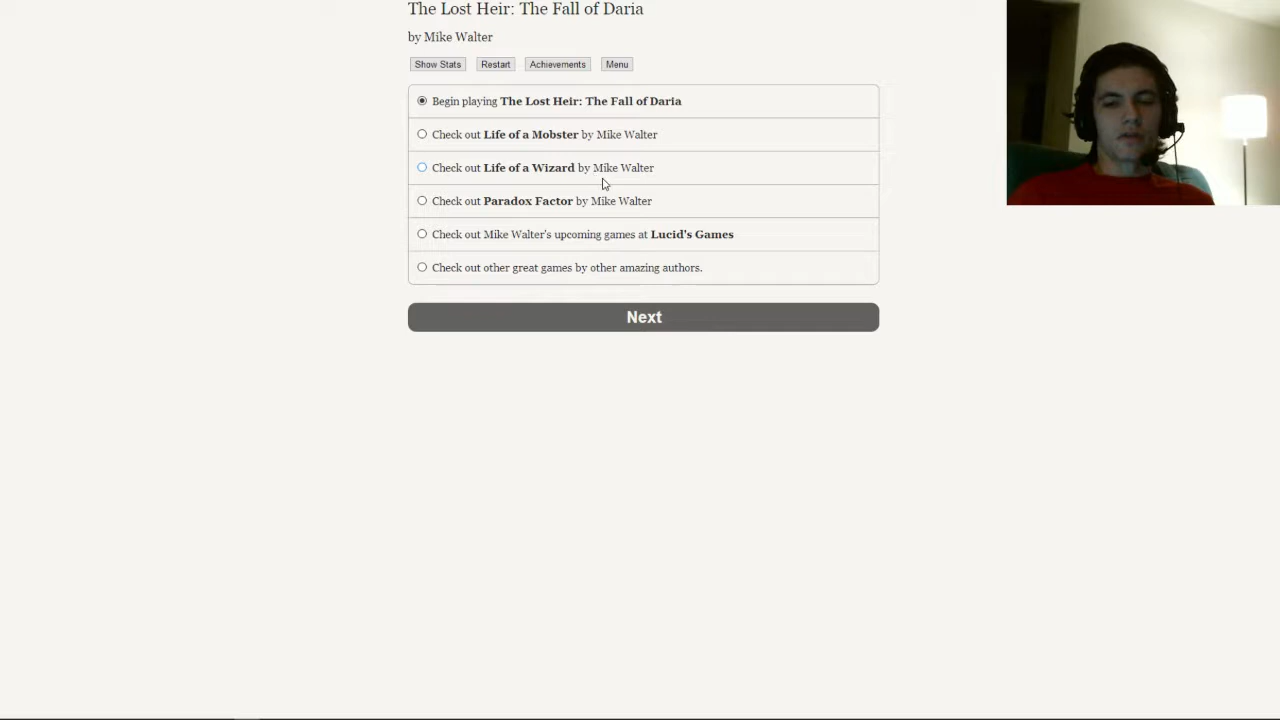 The Lost Heir: The Fall of Daria
by Mike Walter
Show Stats Restart Achievements Menu
Begin playing The Lost Heir: The Fall of Daria
Check out Life of a Mobster by Mike Walter
Check out Life of a Wizard by Mike Walter
Check out Paradox Factor by Mike Walter
Check out Mike Walter's upcoming games at Lucid's Games
Check out other great games by other amazing authors.
Next